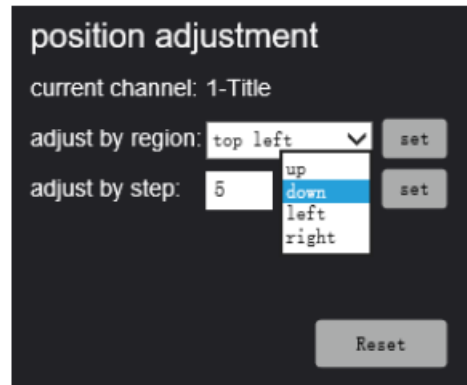 position adjustment
current channel: 1-Title
adjust by region: top left set
adjust by step: 5 set
up
down
left
right
Reset